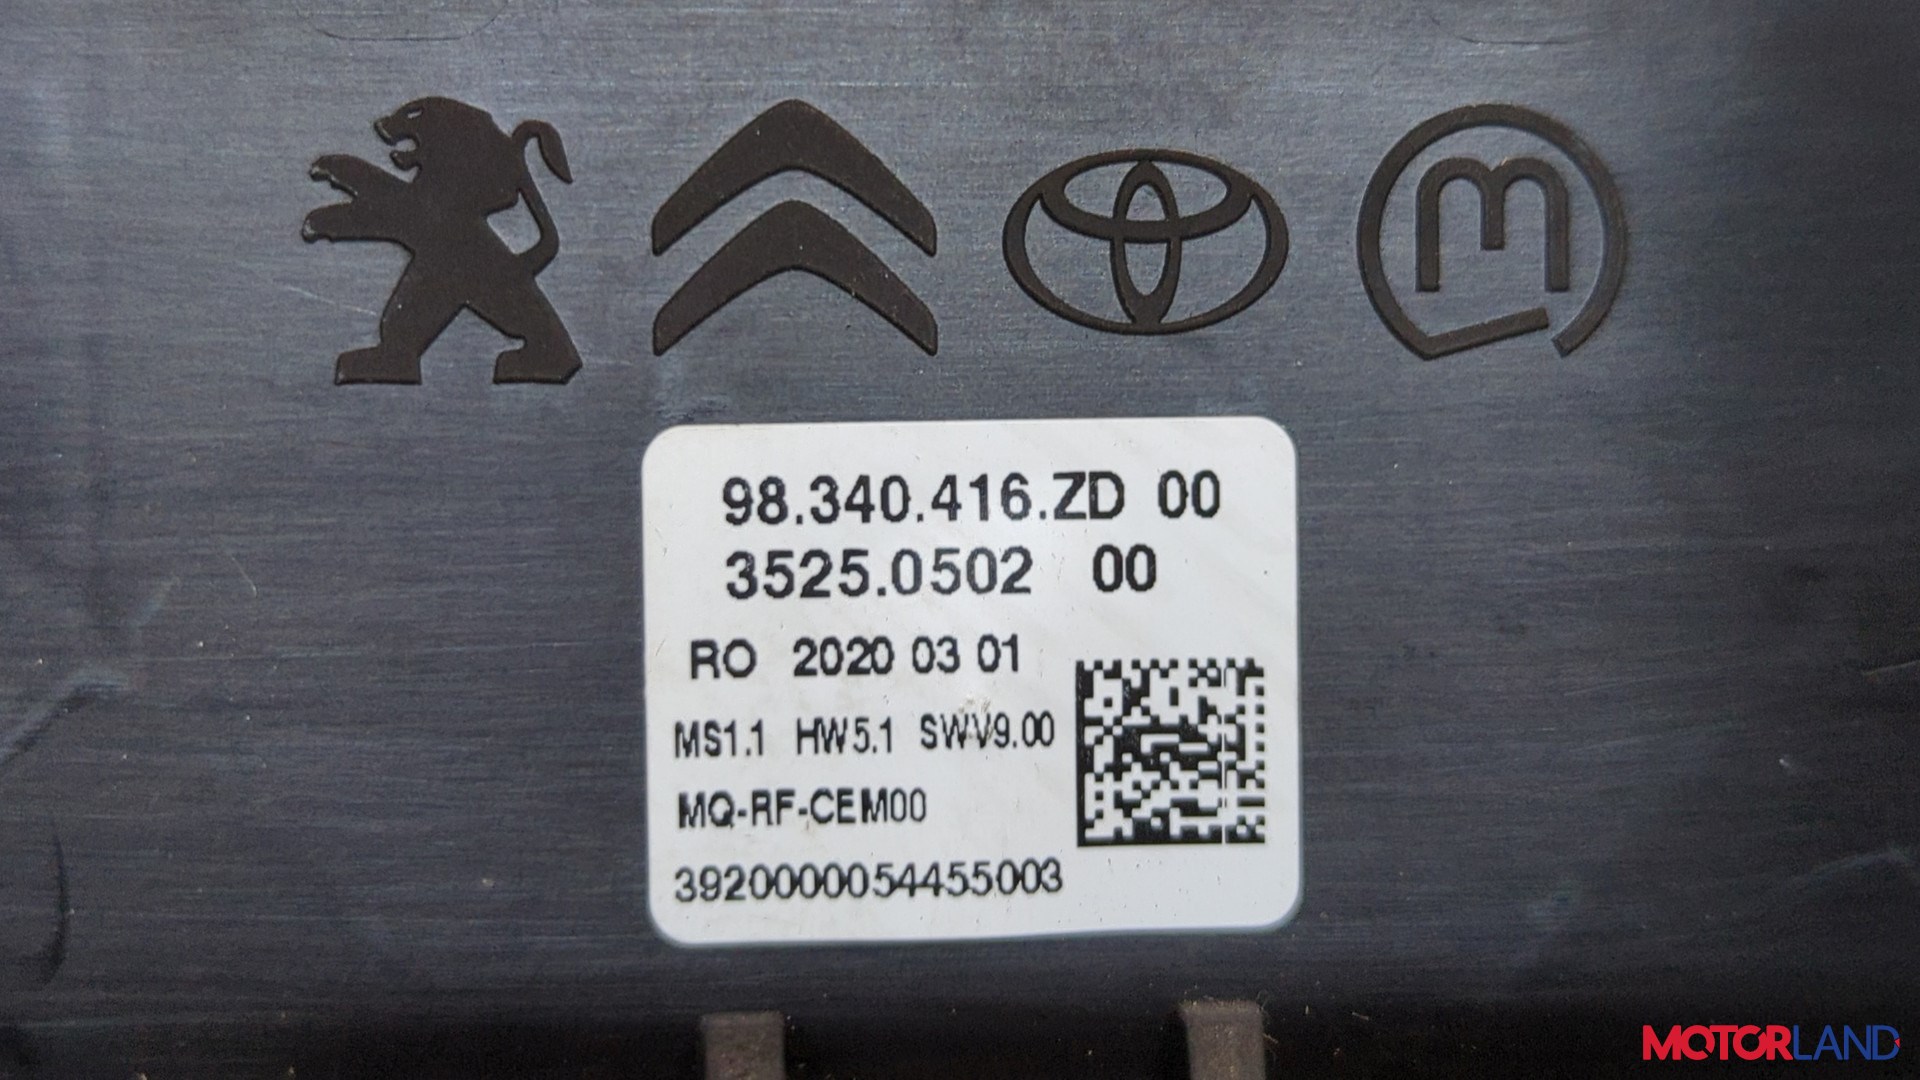 98.340.416.ZD 00
3525.0502 00
RO 2020 03 01
MS1.1 HW5.1 SWV9.00
MQ-RF-CEM00
3920000054455003
MOTORLAND